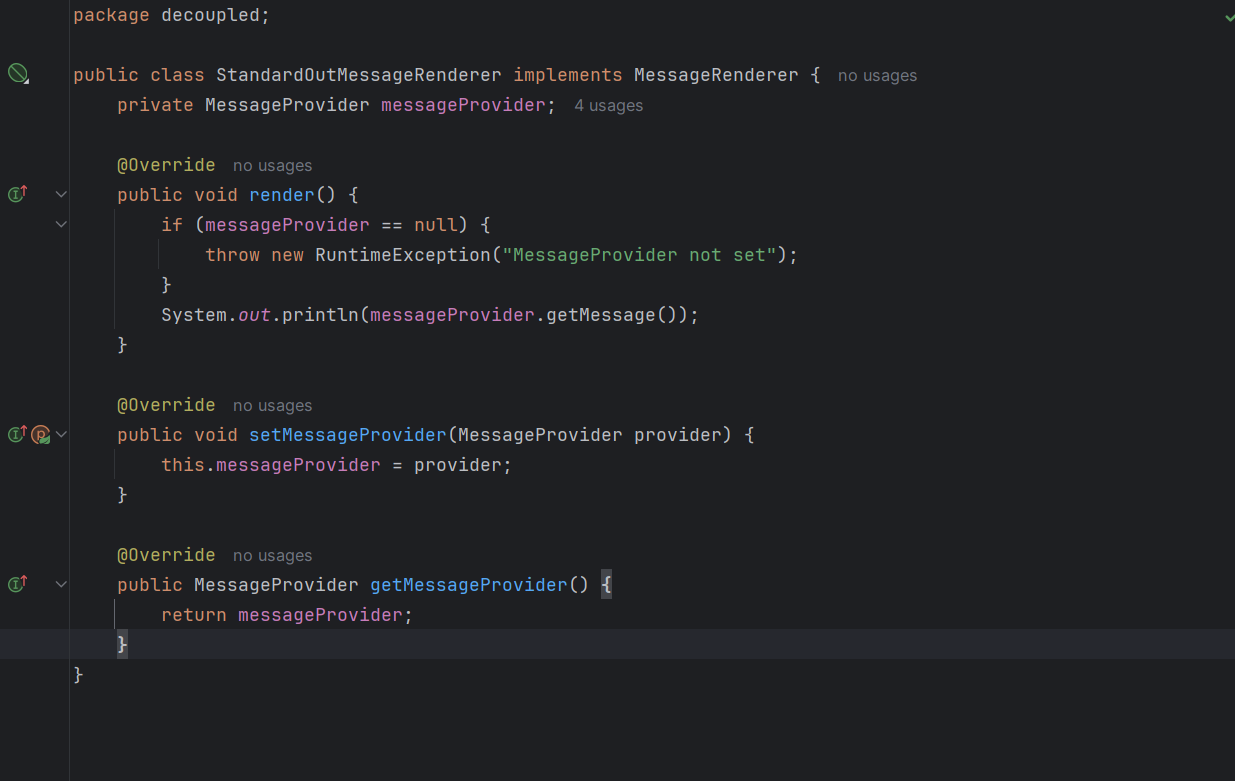 package decoupled;
public class StandardOutMessageRenderer implements MessageRenderer {  no usages
    private MessageProvider messageProvider;  4 usages
    @Override  no usages
    public void render() {
        if (messageProvider == null) {
            throw new RuntimeException("MessageProvider not set");
        }
        System.out.println(messageProvider.getMessage());
    }
    @Override  no usages
    public void setMessageProvider(MessageProvider provider) {
        this.messageProvider = provider;
    }
    @Override  no usages
    public MessageProvider getMessageProvider() {
        return messageProvider;
    }
}